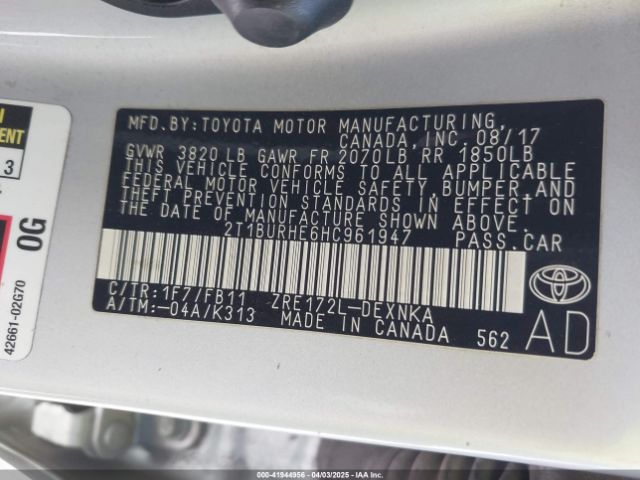 MFD.BY:TOYOTA MOTOR MANUFACTURING,
CANADA,INC. 08/17
GVWR 3820 LB GAWR FR 2070LB RR 1850LB
THIS VEHICLE CONFORMS TO ALL APPLICABLE
FEDERAL MOTOR VEHICLE SAFETY, BUMPER,AND
THEFT PREVENTION STANDARDS IN EFFECT ON
THE DATE OF MANUFACTURE SHOWN ABOVE.
2T1BURHE6HC961947 PASS.CAR
C/TR:1F7/FB11 ZRE172L-DEXNKA
A/TM:-04A/K313 MADE IN CANADA 562
AD
3
OG
42661-02G70
00-41944956 - 04/03/2025 - IAA Inc.